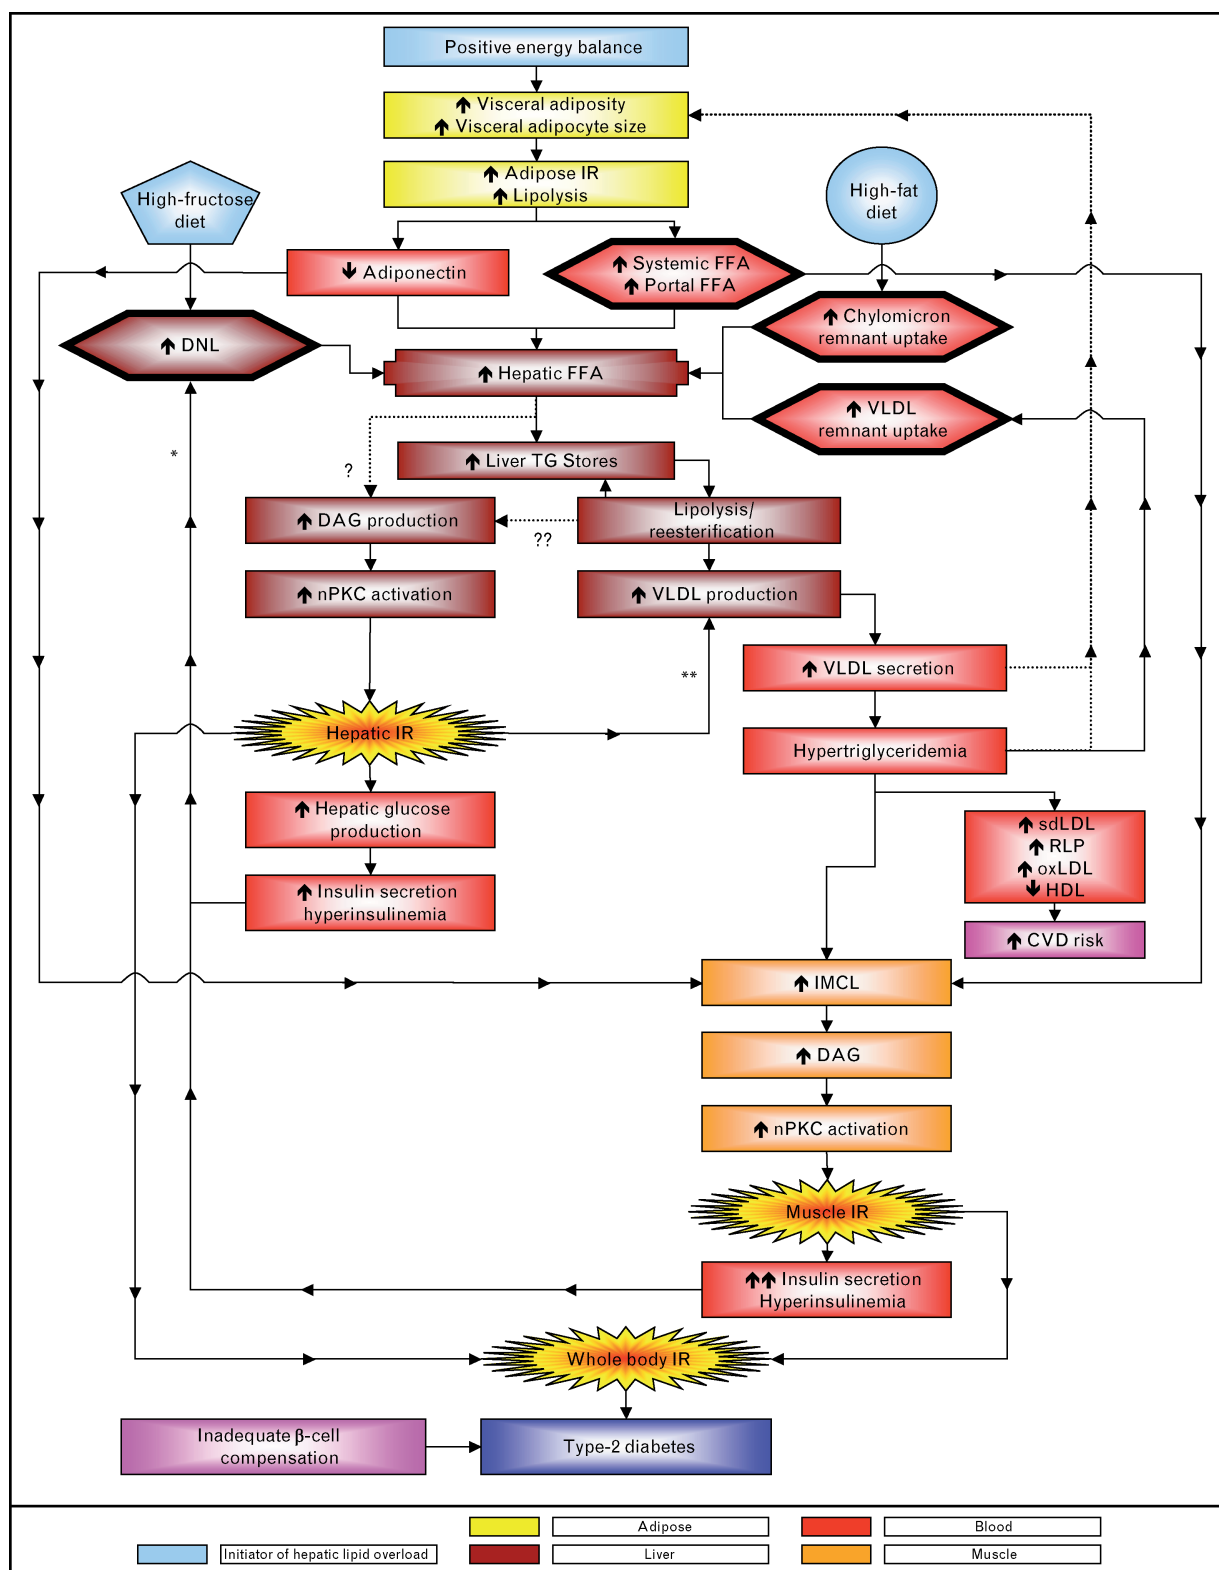 Positive energy balance
Visceral adiposity
Visceral adipocyte size
Adipose IR
Lipolysis
High-fructose
diet
High-fat
diet
Adiponectin
Systemic FFA
Portal FFA
Chylomicron
remnant uptake
DNL
Hepatic FFA
VLDL
remnant uptake
*
?
Liver TG Stores
DAG production
??
Lipolysis/
reesterification
nPKC activation
VLDL production
VLDL secretion
**
Hepatic IR
Hypertriglyceridemia
Hepatic glucose
production
sdLDL
RLP
oxLDL
HDL
Insulin secretion
hyperinsulinemia
CVD risk
IMCL
DAG
nPKC activation
Muscle IR
Insulin secretion
Hyperinsulinemia
Whole body IR
Inadequate β-cell
compensation
Type-2 diabetes
Adipose
Blood
Initiator of hepatic lipid overload
Liver
Muscle